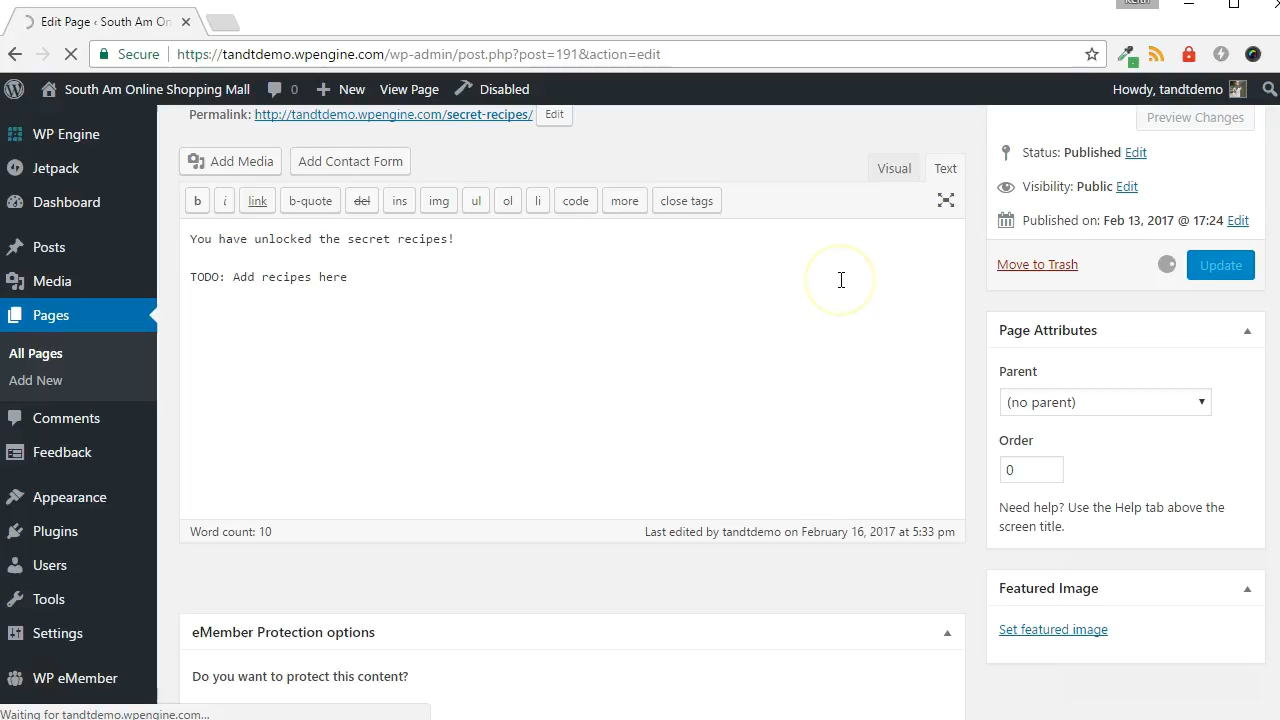 Edit Page ‹ South Am On
Secure
https://tandtdemo.wpengine.com/wp-admin/post.php?post=191&action=edit
South Am Online Shopping Mall
0
New
View Page
Disabled
Howdy, tandtdemo
WP Engine
Jetpack
Dashboard
Posts
Media
Pages
All Pages
Add New
Comments
Feedback
Appearance
Plugins
Users
Tools
Settings
WP eMember
Permalink: http://tandtdemo.wpengine.com/secret-recipes/ Edit
Add Media
Add Contact Form
Visual
Text
b
i
link
b-quote
del
ins
img
ul
ol
li
code
more
close tags
You have unlocked the secret recipes!
TODO: Add recipes here
Word count: 10
Last edited by tandtdemo on February 16, 2017 at 5:33 pm
eMember Protection options
Do you want to protect this content?
Preview Changes
Status: Published Edit
Visibility: Public Edit
Published on: Feb 13, 2017 @ 17:24 Edit
Move to Trash
Update
Page Attributes
Parent
(no parent)
Order
0
Need help? Use the Help tab above the
screen title.
Featured Image
Set featured image
Waiting for tandtdemo.wpengine.com...